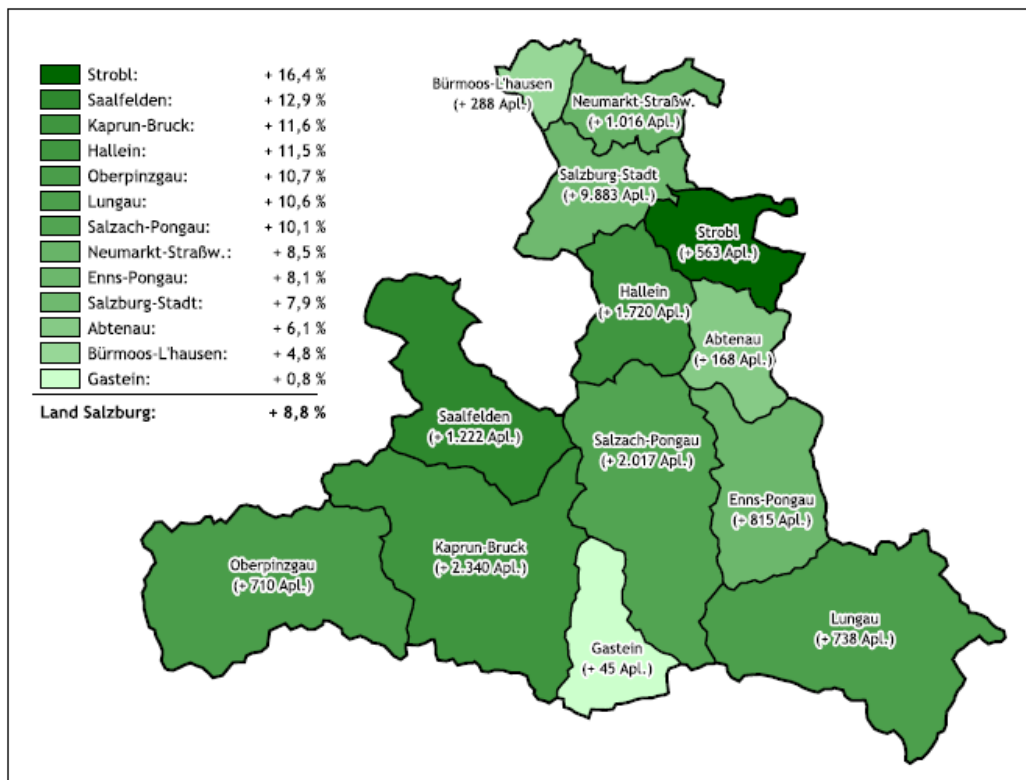 Strobl: + 16,4 %
Saalfelden: + 12,9 %
Kaprun-Bruck: + 11,6 %
Hallein: + 11,5 %
Oberpinzgau: + 10,7 %
Lungau: + 10,6 %
Salzach-Pongau: + 10,1 %
Neumarkt-Straßw.: + 8,5 %
Enns-Pongau: + 8,1 %
Salzburg-Stadt: + 7,9 %
Abtenau: + 6,1 %
Bürmoos-L'hausen: + 4,8 %
Gastein: + 0,8 %
Land Salzburg: + 8,8 %
Bürmoos-L'hausen
(+ 288 Apl.)
Neumarkt-Straßw.
(+ 1.016 Apl.)
Salzburg-Stadt
(+ 9.883 Apl.)
Strobl
(+ 563 Apl.)
Hallein
(+ 1.720 Apl.)
Abtenau
(+ 168 Apl.)
Saalfelden
(+ 1.222 Apl.)
Salzach-Pongau
(+ 2.017 Apl.)
Enns-Pongau
(+ 815 Apl.)
Kaprun-Bruck
(+ 2.340 Apl.)
Oberpinzgau
(+ 710 Apl.)
Lungau
(+ 738 Apl.)
Gastein
(+ 45 Apl.)